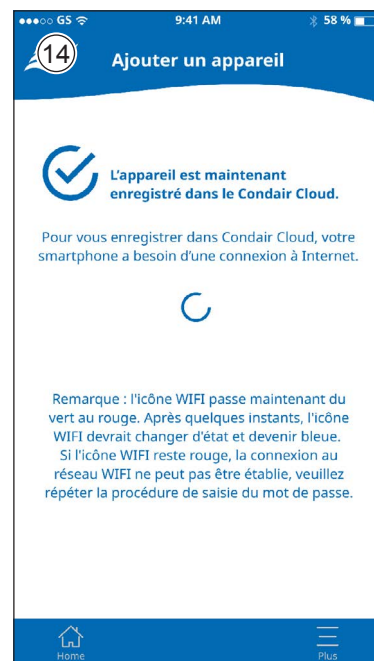 GS 9:41 AM 58 %
14 Ajouter un appareil
L'appareil est maintenant
enregistré dans le Condair Cloud.
Pour vous enregistrer dans Condair Cloud, votre
smartphone a besoin d'une connexion à Internet.
Remarque : l'icône WIFI passe maintenant du
vert au rouge. Après quelques instants, l'icône
WIFI devrait changer d'état et devenir bleue.
Si l'icône WIFI reste rouge, la connexion au
réseau WIFI ne peut pas être établie, veuillez
répéter la procédure de saisie du mot de passe.
Home Plus